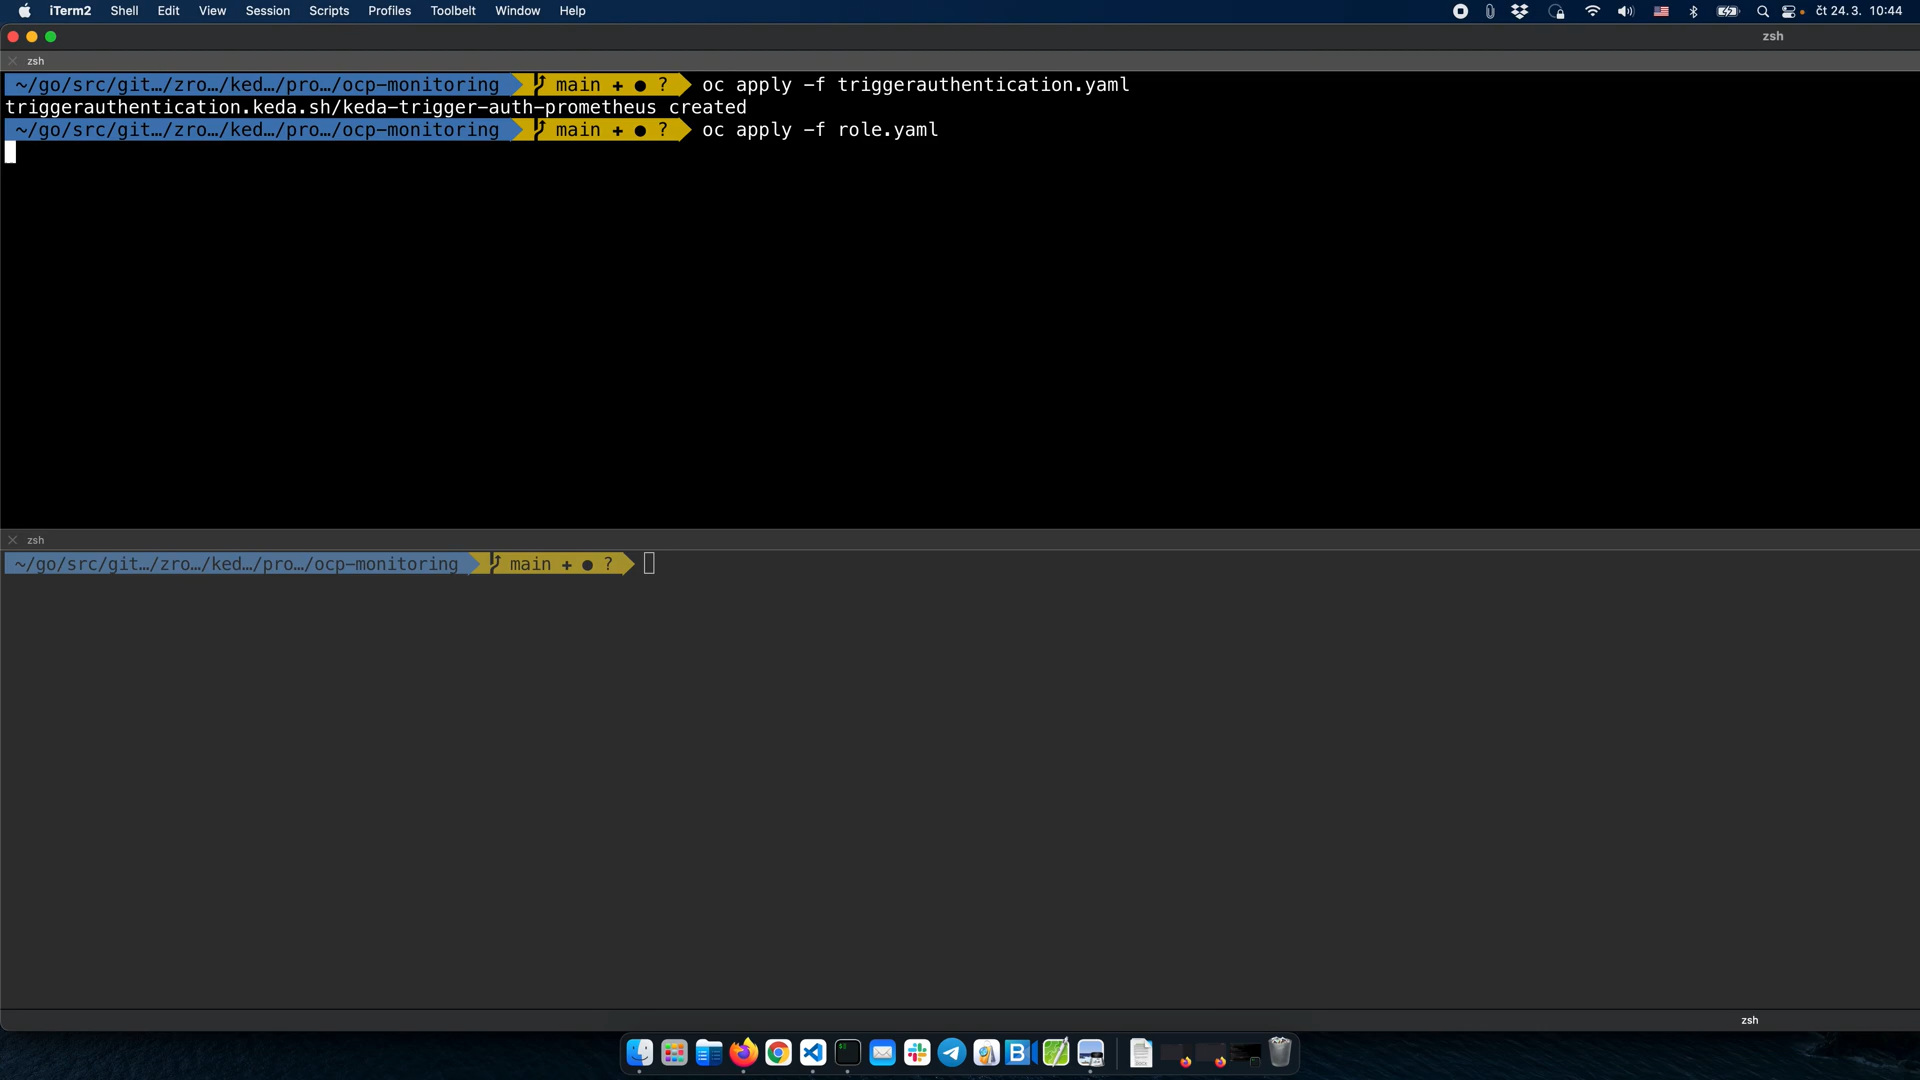 iTerm2 Shell Edit View Session Scripts Profiles Toolbelt Window Help čt 24.3. 10:44
zsh
zsh
~/go/src/git…/zro…/ked…/pro…/ocp-monitoring main + ● ? oc apply -f triggerauthentication.yaml
triggerauthentication.keda.sh/keda-trigger-auth-prometheus created
~/go/src/git…/zro…/ked…/pro…/ocp-monitoring main + ● ? oc apply -f role.yaml
zsh
~/go/src/git…/zro…/ked…/pro…/ocp-monitoring main + ● ?
zsh